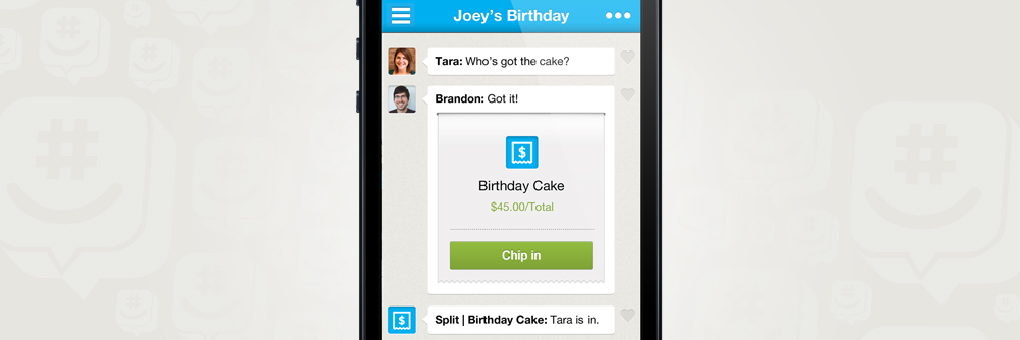 Joey's Birthday
Tara: Who's got the cake?
Brandon: Got it!
$
Birthday Cake
$45.00/Total
Chip in
$
Split | Birthday Cake: Tara is in.